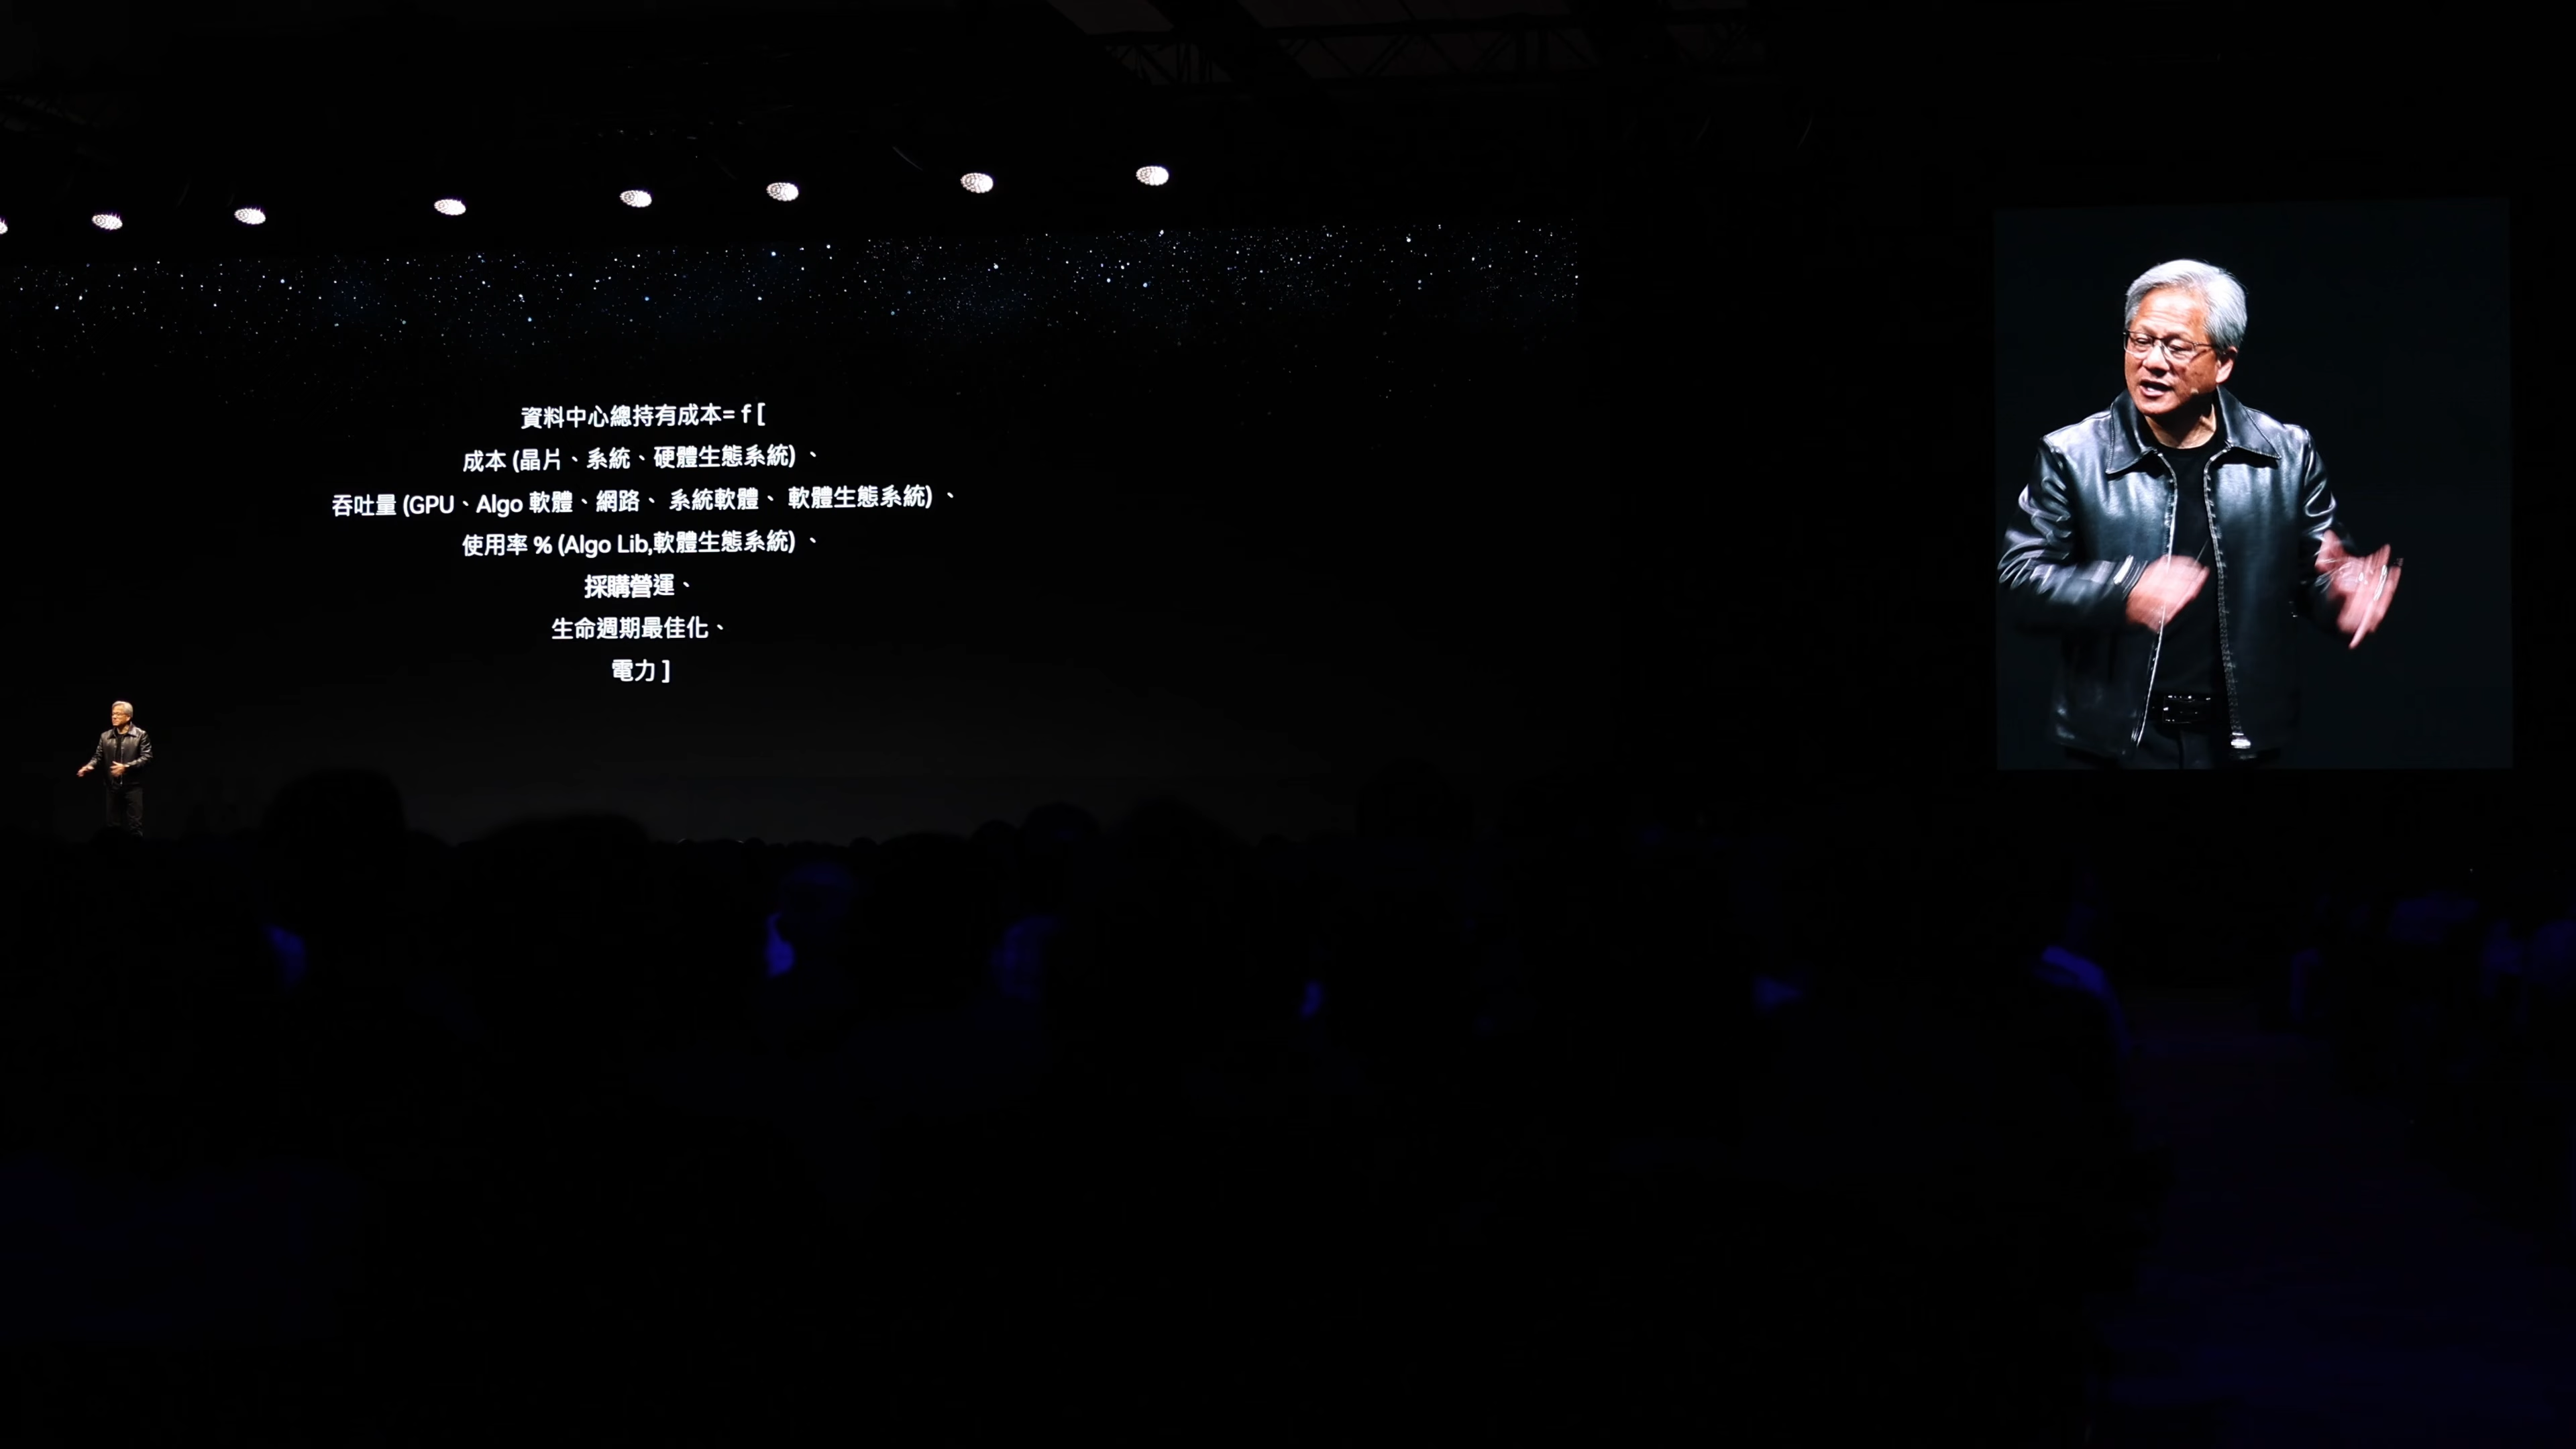 資料中心總持有成本= f [
成本 (晶片、系統、硬體生態系統) 、
吞吐量 (GPU、Algo 軟體、網路、 系統軟體、 軟體生態系統) 、
使用率 % (Algo Lib,軟體生態系統) 、
採購營運、
生命週期最佳化、
電力 ]